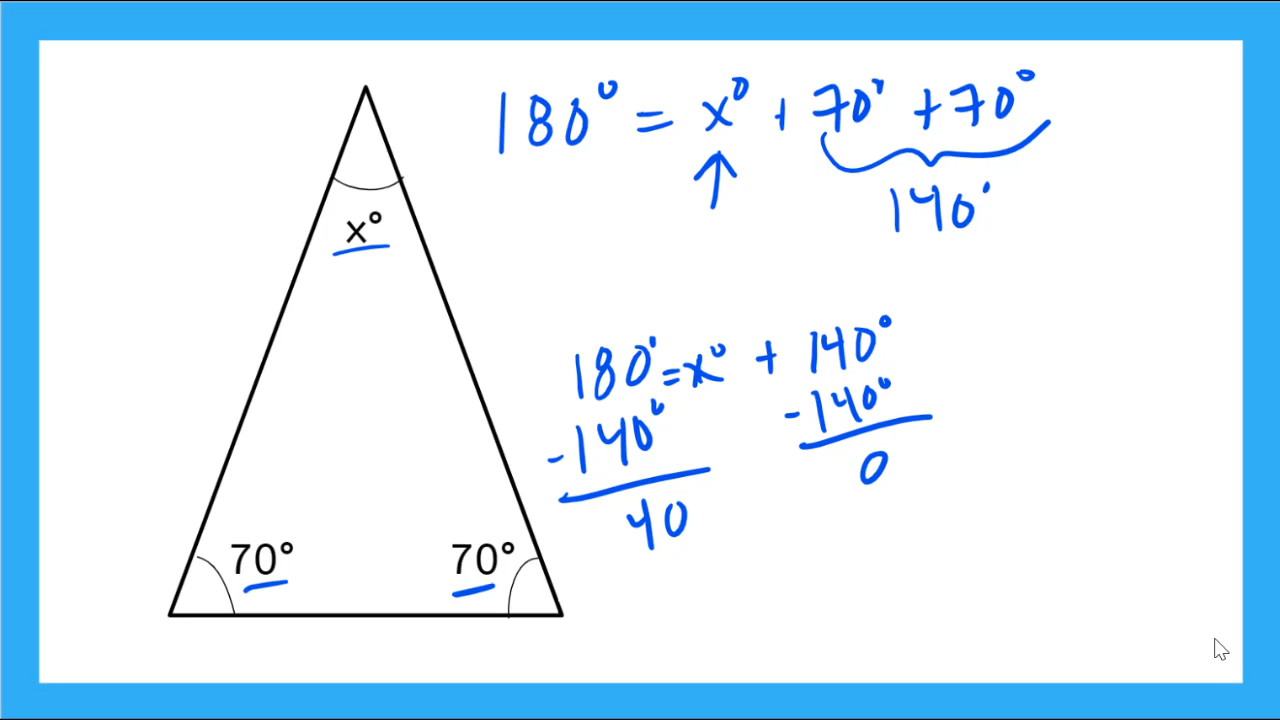 180° = x° + 70° + 70°
140°
x°
180° = x° + 140°
-140° -140°
40 0
70° 70°